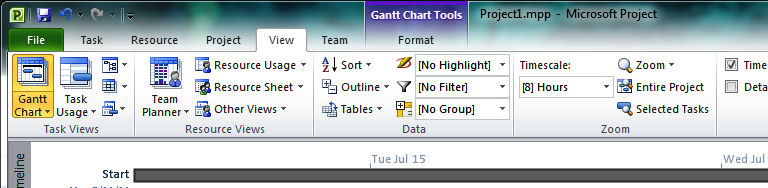 Gantt Chart Tools Project1.mpp - Microsoft Project
File Task Resource Project View Team Format
Gantt Chart Task Usage Team Planner
Resource Usage Sort [No Highlight] Timescale: Zoom Time
Resource Sheet Outline [No Filter] [8] Hours Entire Project Deta
Other Views Tables [No Group] Selected Tasks
Task Views Resource Views Data Zoom
Tue Jul 15 Wed Jul
Start
meline